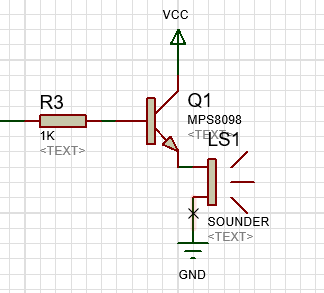 VCC
R3
1K
<TEXT>
Q1
MPS8098
<TEXT>
LS1
SOUNDER
<TEXT>
GND